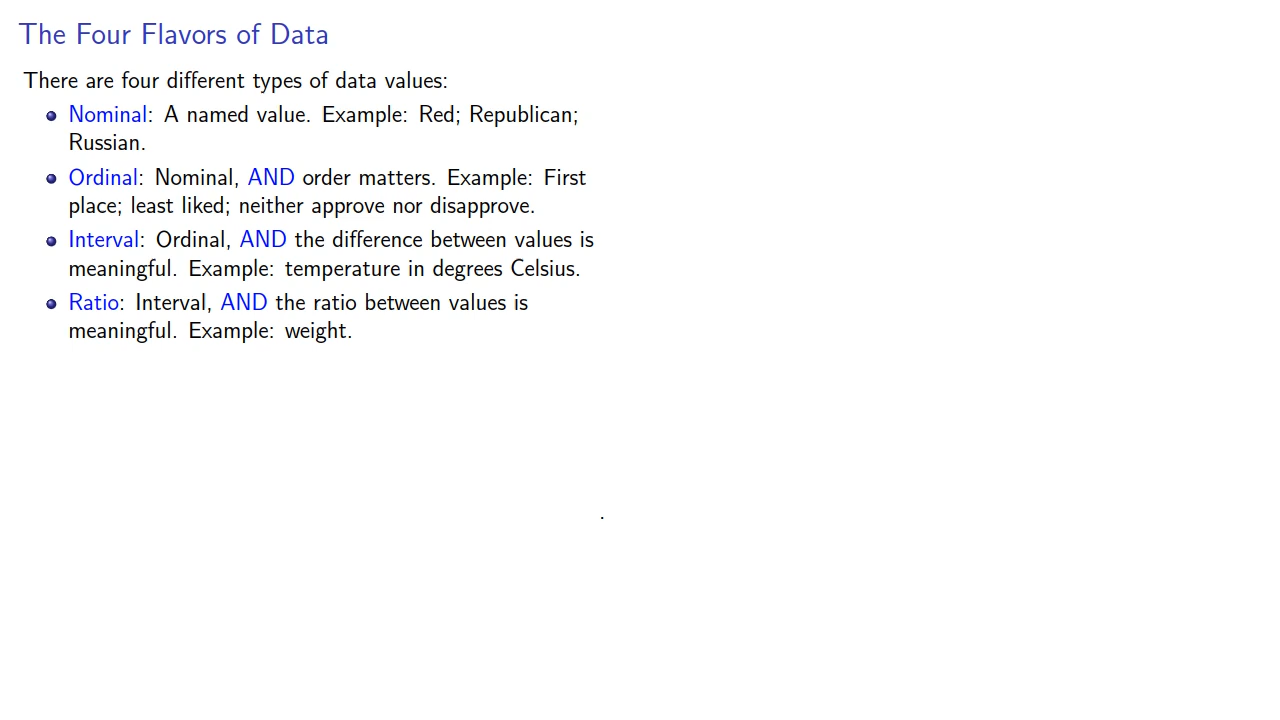 The Four Flavors of Data
There are four different types of data values:
Nominal: A named value. Example: Red; Republican;
Russian.
Ordinal: Nominal, AND order matters. Example: First
place; least liked; neither approve nor disapprove.
Interval: Ordinal, AND the difference between values is
meaningful. Example: temperature in degrees Celsius.
Ratio: Interval, AND the ratio between values is
meaningful. Example: weight.
.